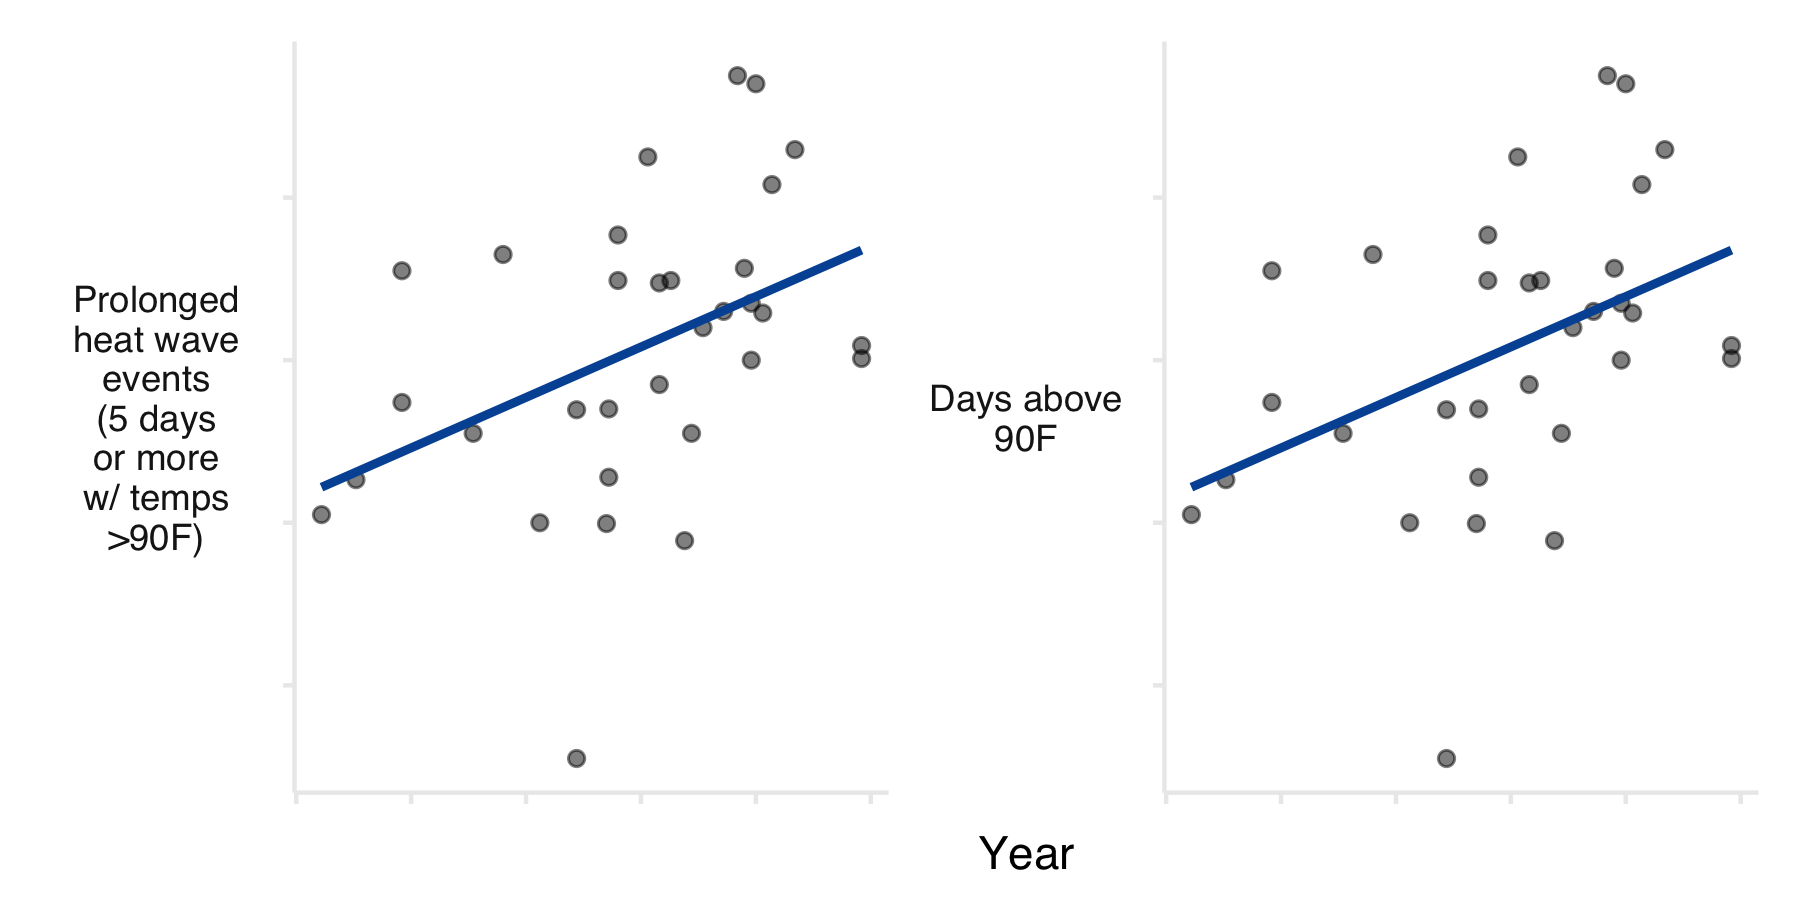 Prolonged
heat wave
events
(5 days
or more
w/ temps
>90F)
Days above
90F
Year